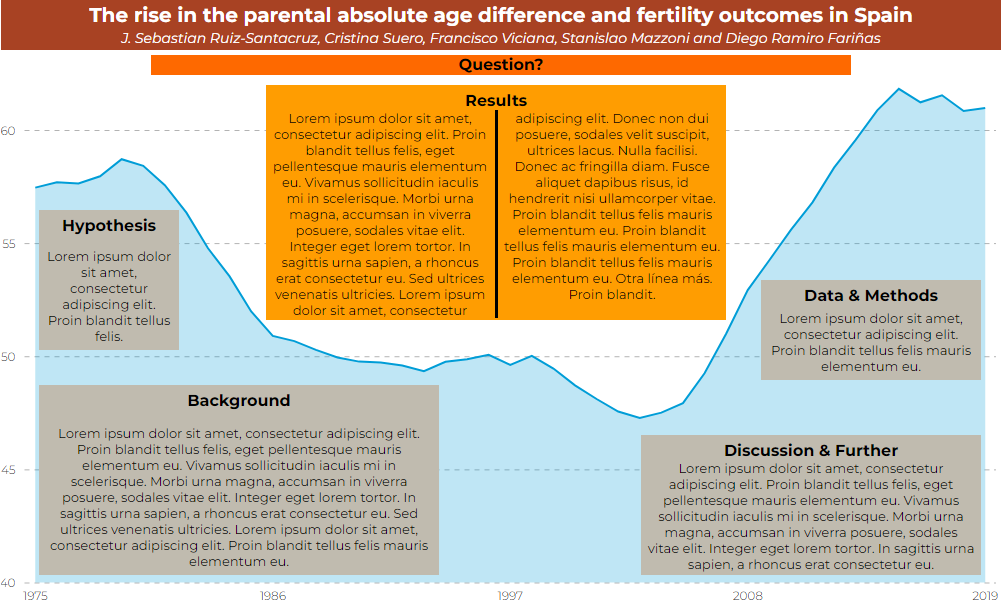 The rise in the parental absolute age difference and fertility outcomes in Spain
J. Sebastian Ruiz-Santacruz, Cristina Suero, Francisco Viciana, Stanislao Mazzoni and Diego Ramiro Fariñas
Question?
Results
Lorem ipsum dolor sit amet,
consectetur adipiscing elit. Proin
blandit tellus felis, eget
pellentesque mauris elementum
eu. Vivamus sollicitudin iaculis
mi in scelerisque. Morbi urna
magna, accumsan in viverra
posuere, sodales vitae elit.
Integer eget lorem tortor. In
sagittis urna sapien, a rhoncus
erat consectetur eu. Sed ultrices
venenatis ultricies. Lorem ipsum
dolor sit amet, consectetur
adipiscing elit. Donec non dui
posuere, sodales velit suscipit,
ultrices lacus. Nulla facilisi.
Donec ac fringilla diam. Fusce
aliquet dapibus risus, id
hendrerit nisi ullamcorper vitae.
Proin blandit tellus felis mauris
elementum eu. Proin blandit
tellus felis mauris elementum eu.
Proin blandit tellus felis mauris
elementum eu. Otra línea más.
Proin blandit.
Hypothesis
Lorem ipsum dolor
sit amet,
consectetur
adipiscing elit.
Proin blandit tellus
felis.
Data & Methods
Lorem ipsum dolor sit amet,
consectetur adipiscing elit.
Proin blandit tellus felis mauris
elementum eu.
Background
Lorem ipsum dolor sit amet, consectetur adipiscing elit.
Proin blandit tellus felis, eget pellentesque mauris
elementum eu. Vivamus sollicitudin iaculis mi in
scelerisque. Morbi urna magna, accumsan in viverra
posuere, sodales vitae elit. Integer eget lorem tortor. In
sagittis urna sapien, a rhoncus erat consectetur eu. Sed
ultrices venenatis ultricies. Lorem ipsum dolor sit amet,
consectetur adipiscing elit. Proin blandit tellus felis mauris
elementum eu.
Discussion & Further
Lorem ipsum dolor sit amet, consectetur
adipiscing elit. Proin blandit tellus felis, eget
pellentesque mauris elementum eu. Vivamus
sollicitudin iaculis mi in scelerisque. Morbi urna
magna, accumsan in viverra posuere, sodales
vitae elit. Integer eget lorem tortor. In sagittis urna
sapien, a rhoncus erat consectetur eu.
60
55
50
45
40
1975
1986
1997
2008
2019